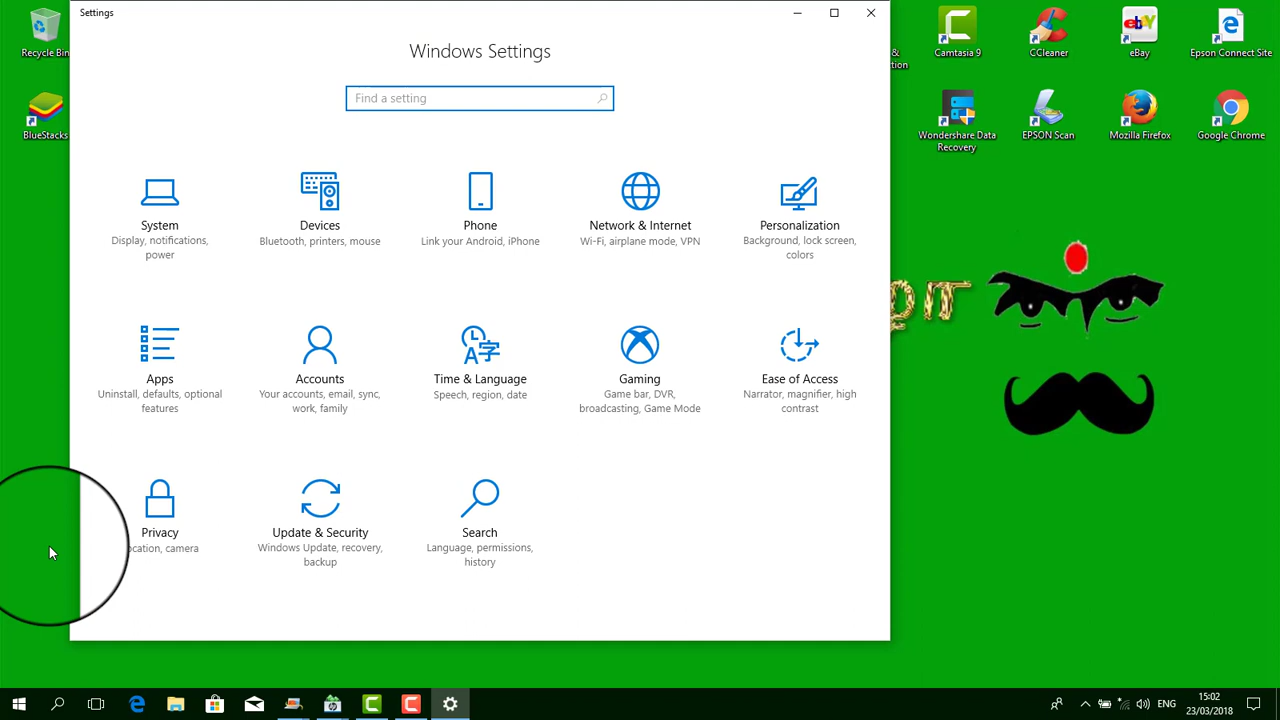 Settings
Windows Settings
Find a setting
System
Display, notifications,
power
Devices
Bluetooth, printers, mouse
Phone
Link your Android, iPhone
Network & Internet
Wi-Fi, airplane mode, VPN
Personalization
Background, lock screen,
colors
Apps
Uninstall, defaults, optional
features
Accounts
Your accounts, email, sync,
work, family
Time & Language
Speech, region, date
Gaming
Game bar, DVR,
broadcasting, Game Mode
Ease of Access
Narrator, magnifier, high
contrast
Privacy
ocation, camera
Update & Security
Windows Update, recovery,
backup
Search
Language, permissions,
history
Recycle Bin
BlueStacks
&
Camtasia 9
CCleaner
eBay
Epson Connect Site
Wondershare Data
Recovery
EPSON Scan
Mozilla Firefox
Google Chrome
ENG
15:02
23/03/2018